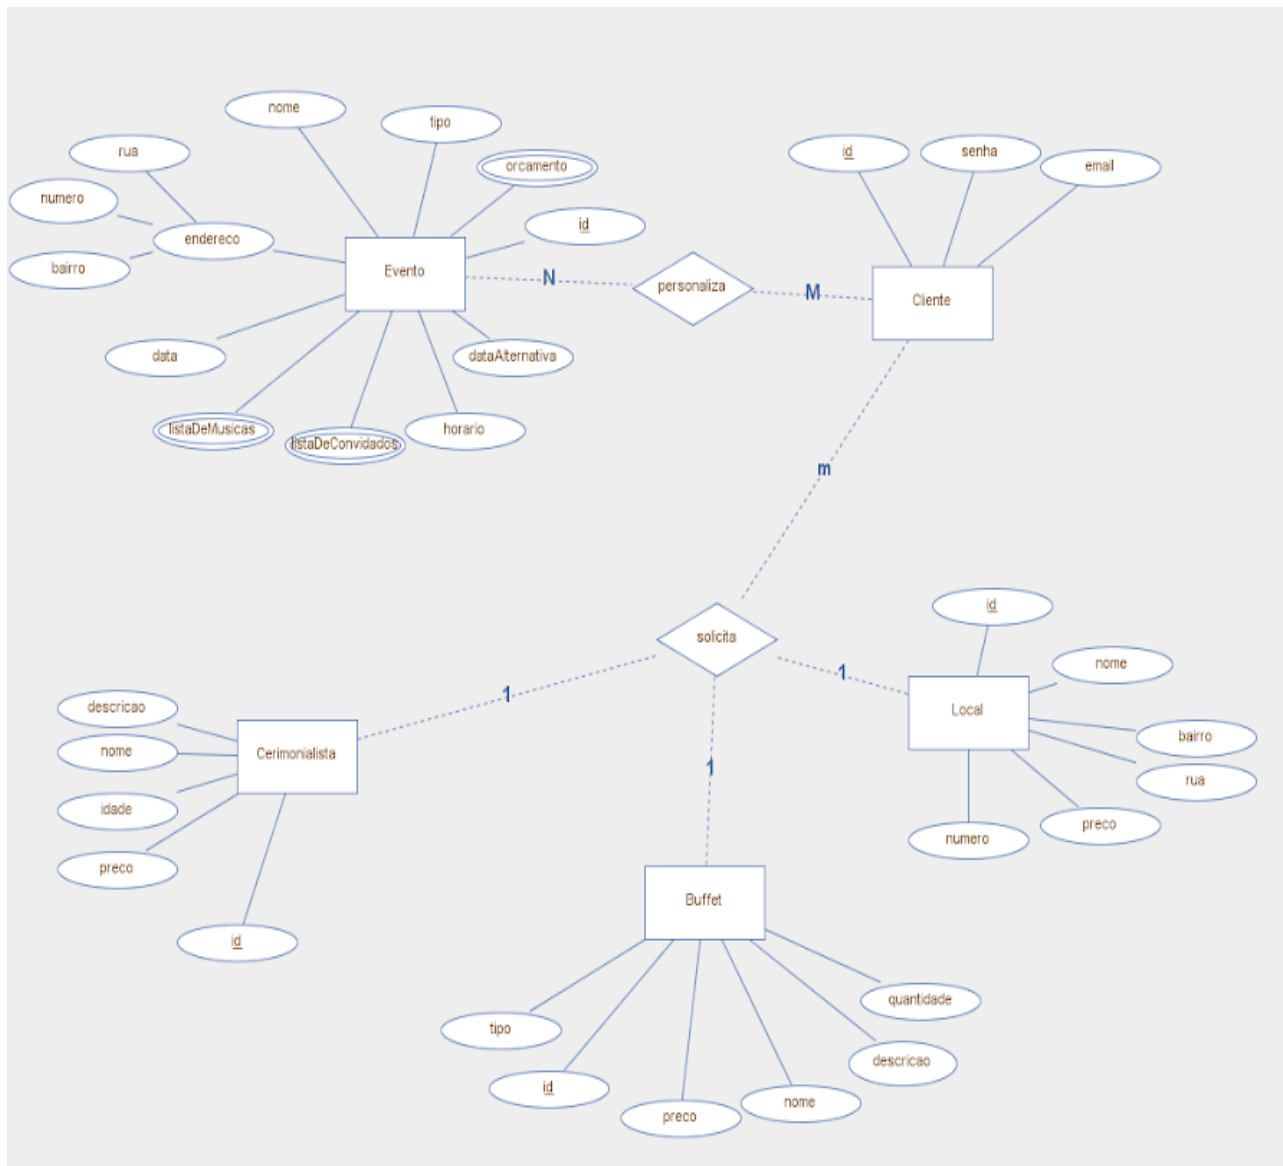 nome
tipo
rua
orcamento
numero
id
endereco
bairro
Evento
N
personaliza
M
Cliente
id
senha
email
data
dataAlternativa
listaDeMusicas
listaDeConvidados
horario
m
solicita
1
1
1
id
nome
Local
bairro
rua
preco
numero
descricao
nome
Cerimonialista
idade
preco
id
Buffet
quantidade
tipo
descricao
id
nome
preco